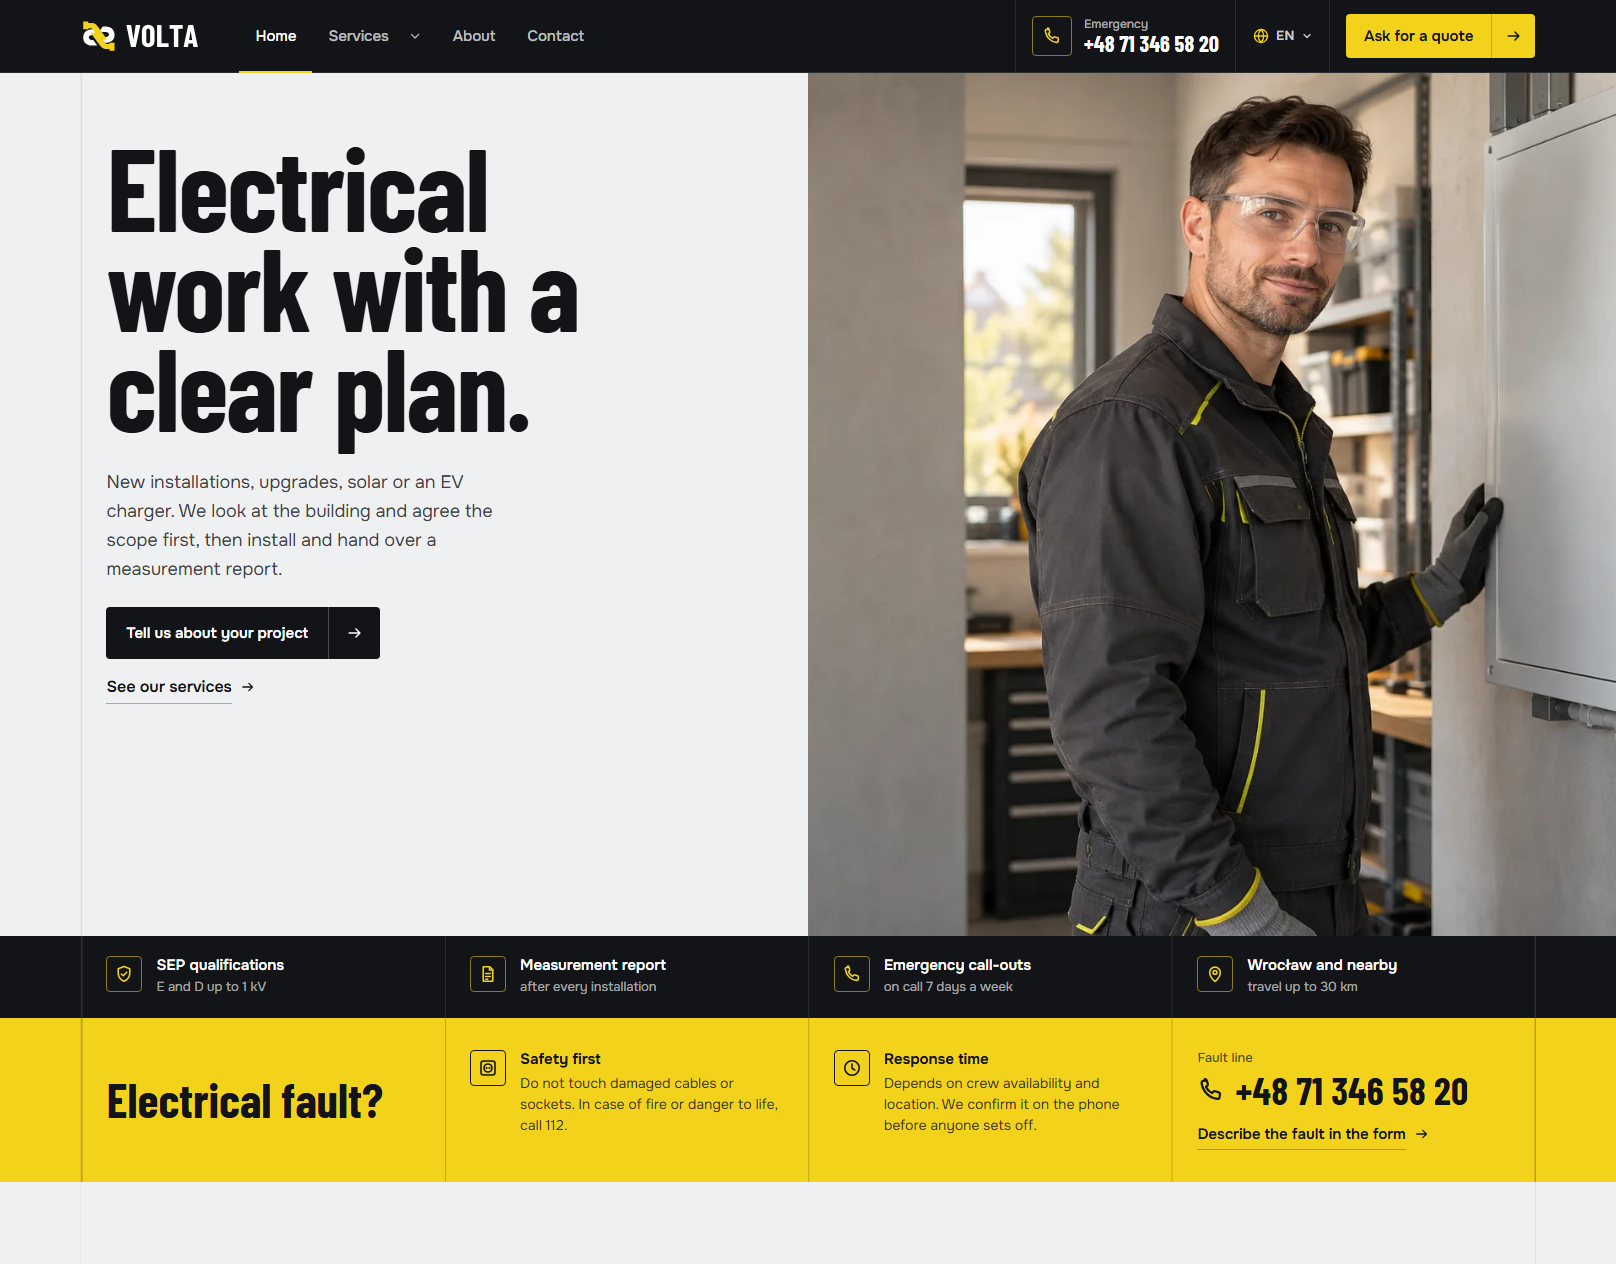 VOLTA
Home
Services
About
Contact
Emergency
+48 71 346 58 20
EN
Ask for a quote
Electrical
work with a
clear plan.
New installations, upgrades, solar or an EV
charger. We look at the building and agree the
scope first, then install and hand over a
measurement report.
Tell us about your project
See our services
SEP qualifications
E and D up to 1 kV
Measurement report
after every installation
Emergency call-outs
on call 7 days a week
Wrocław and nearby
travel up to 30 km
Electrical fault?
Safety first
Do not touch damaged cables or
sockets. In case of fire or danger to life,
call 112.
Response time
Depends on crew availability and
location. We confirm it on the phone
before anyone sets off.
Fault line
+48 71 346 58 20
Describe the fault in the form